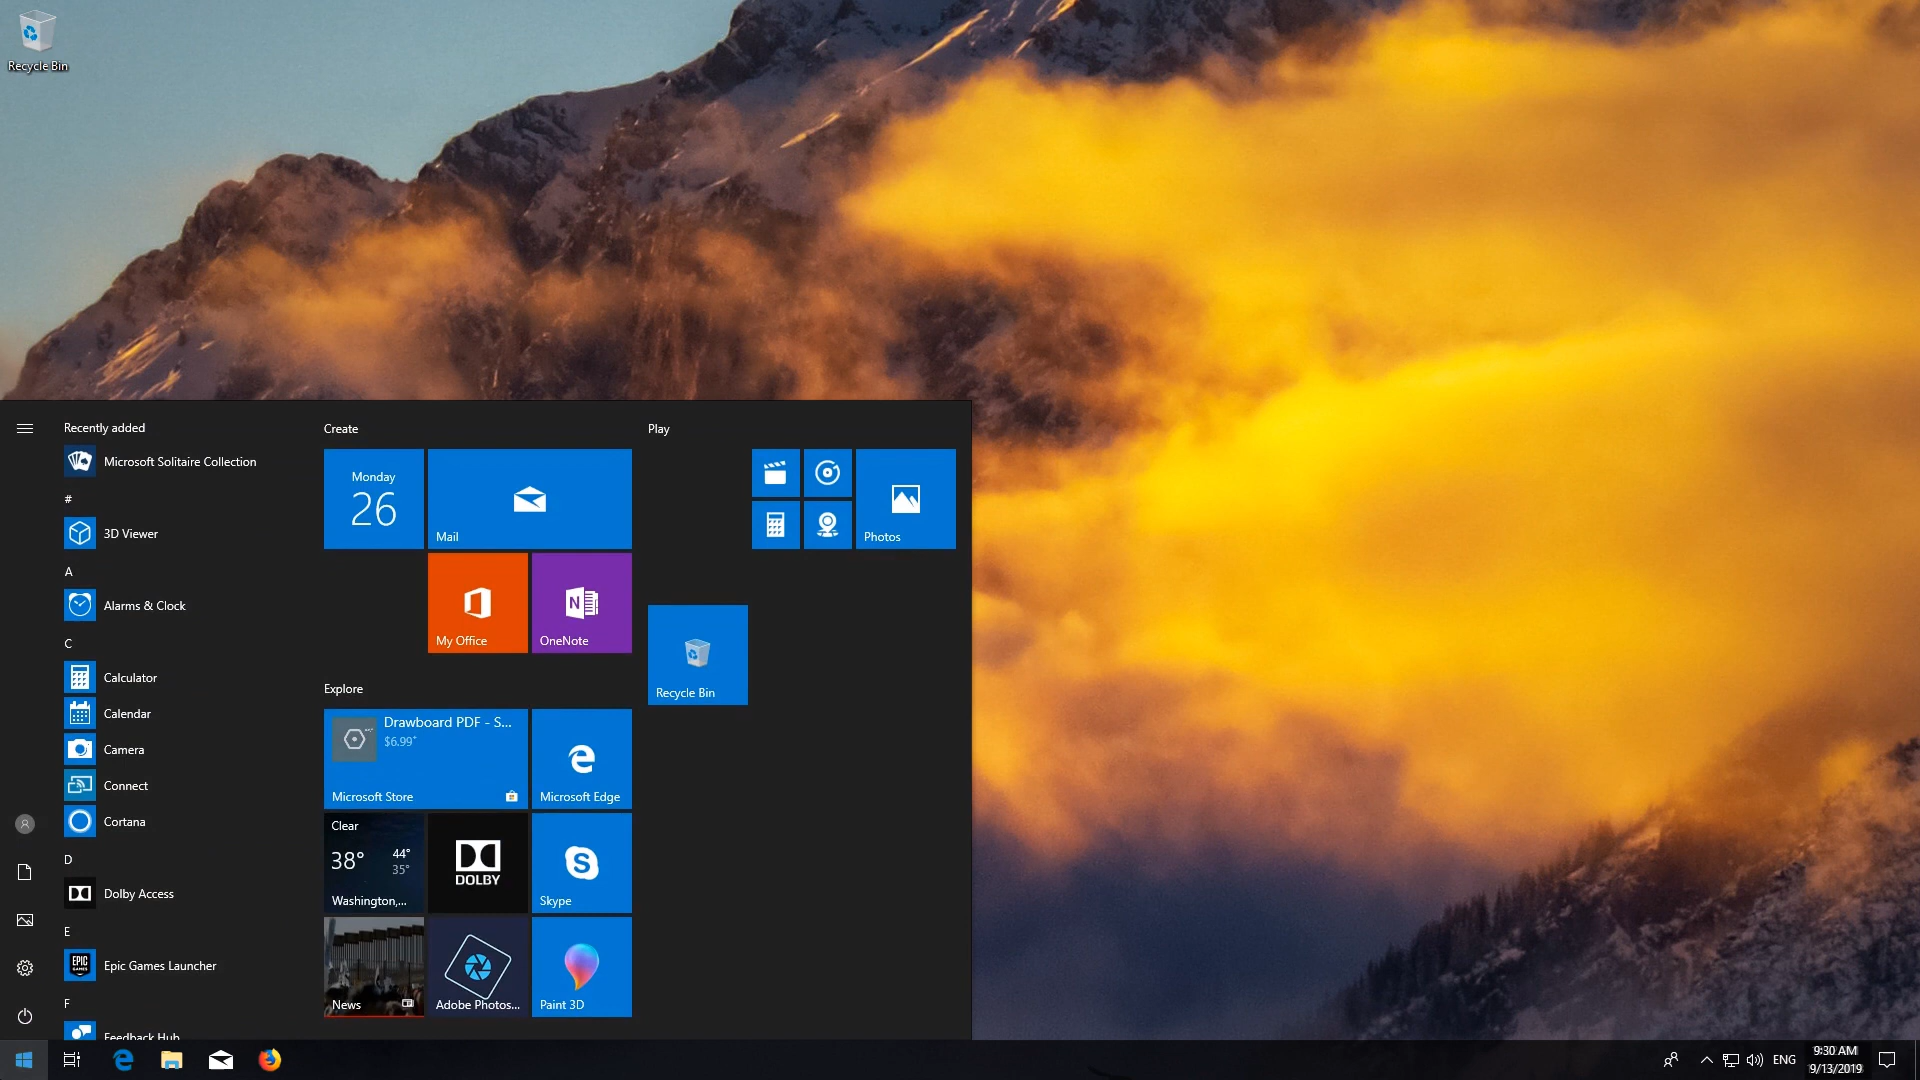 Recycle Bin
Recently added
Microsoft Solitaire Collection
#
3D Viewer
A
Alarms & Clock
C
Calculator
Calendar
Camera
Connect
Cortana
D
Dolby Access
E
EPIC
GAMES
Epic Games Launcher
F
Feedback Hub
Create
Monday
26
Mail
My Office
N
OneNote
Explore
Drawboard PDF - S...
$6.99*
Microsoft Store
Microsoft Edge
Clear
38°
44°
35°
Washington,...
DOLBY
S
Skype
News
Adobe Photos...
Paint 3D
Play
Photos
Recycle Bin
ENG
9:30 AM
9/13/2019